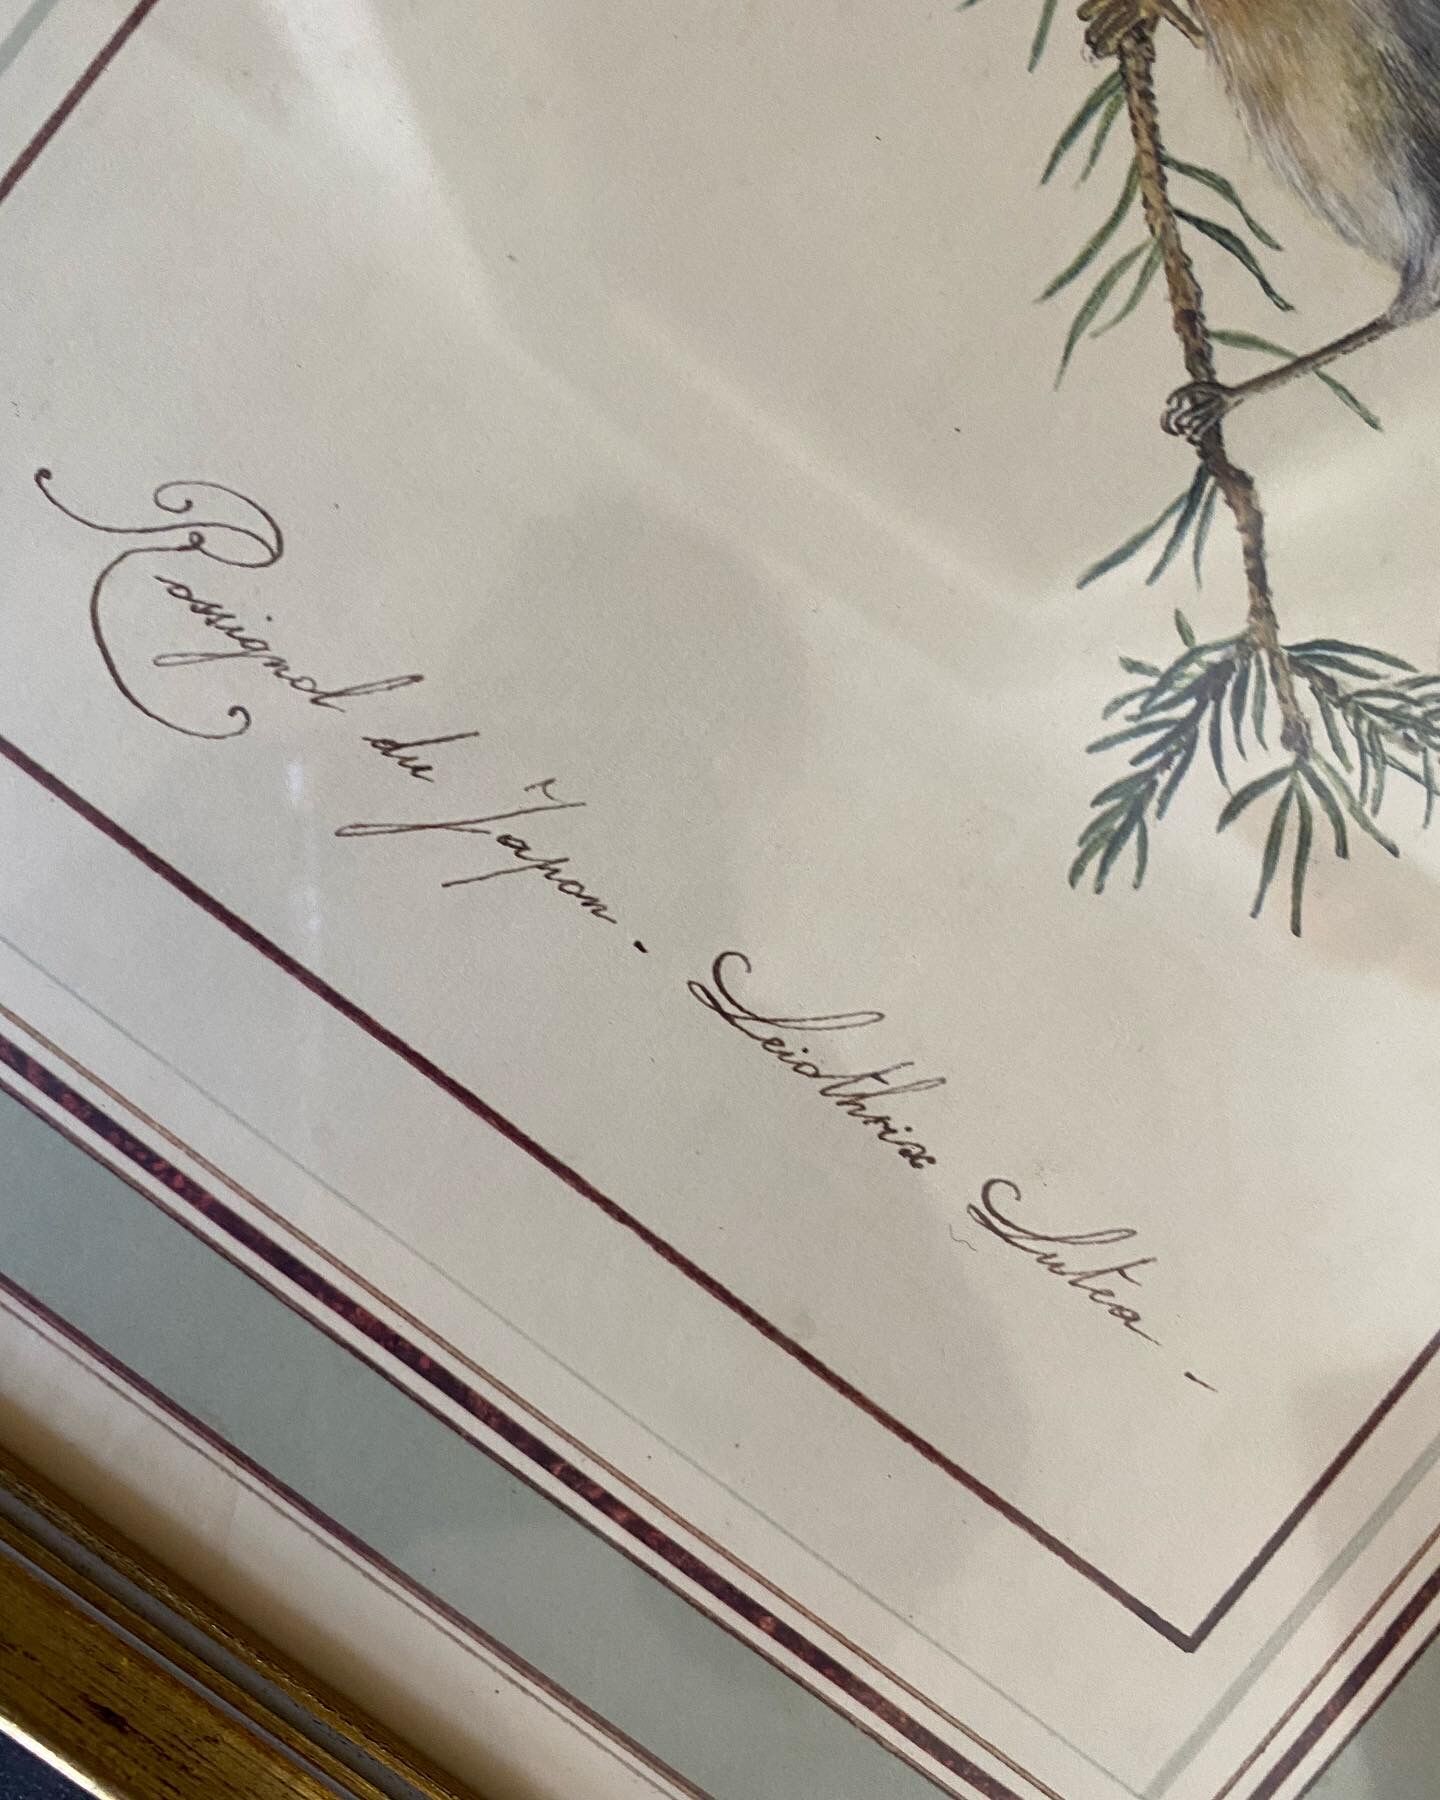 Rossignol du Japon. Leiothrix Lutea.